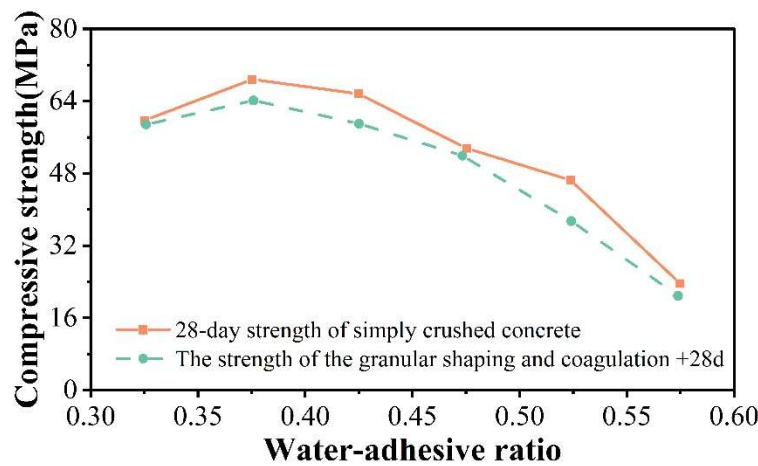 Compressive strength(MPa)
80
64
48
32
16
0
28-day strength of simply crushed concrete
The strength of the granular shaping and coagulation +28d
0.30 0.35 0.40 0.45 0.50 0.55 0.60
Water-adhesive ratio